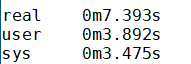 real    0m7.393s
user    0m3.892s
sys     0m3.475s